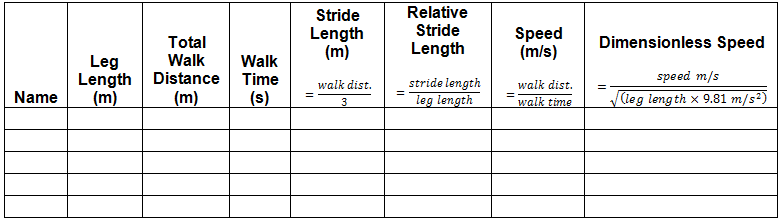 Name
Leg
Length
(m)
Total
Walk
Distance
(m)
Walk
Time
(s)
Stride
Length
(m)
= walk dist. / 3
Relative
Stride
Length
= stride length / leg length
Speed
(m/s)
= walk dist. / walk time
Dimensionless Speed
= speed m/s / √(leg length × 9.81 m/s²)